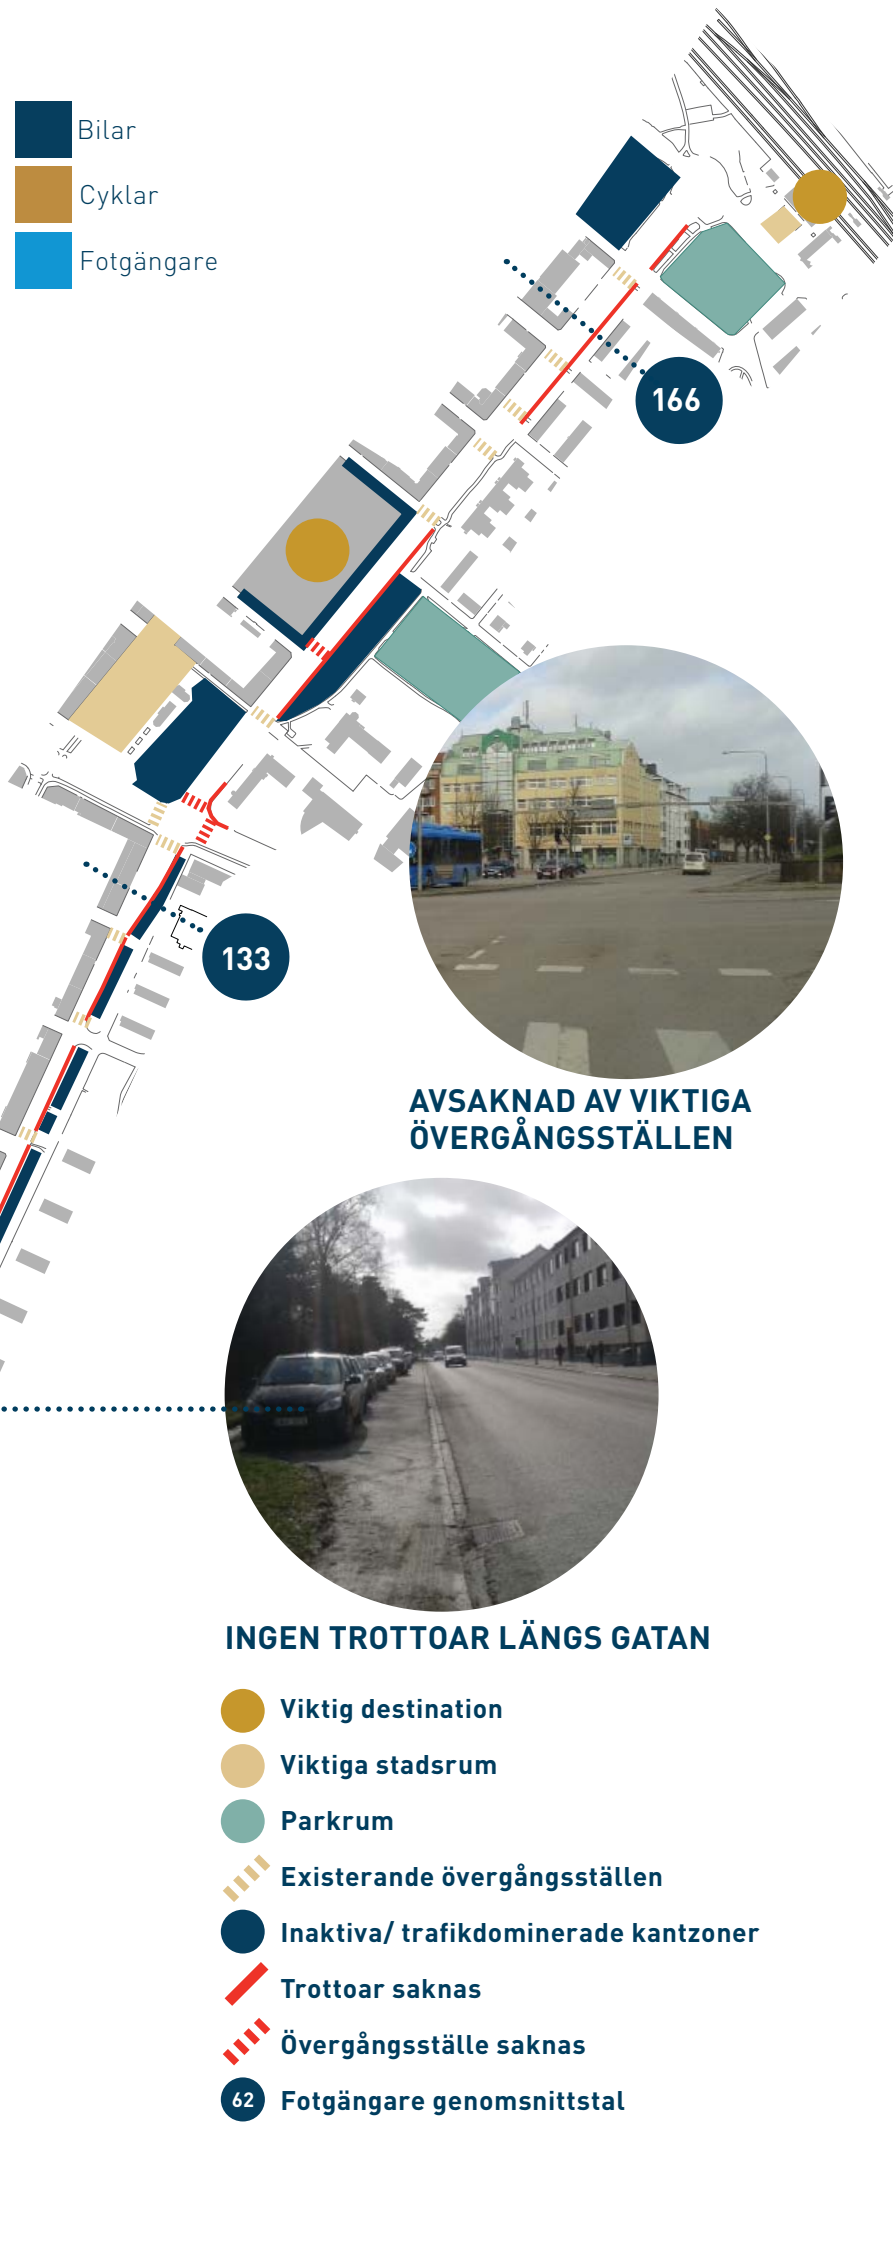 Bilar
Cyklar
Fotgängare
166
133
AVSAKNAD AV VIKTIGA
ÖVERGÅNGSSTÄLLEN
INGEN TROTTOAR LÄNGS GATAN
Viktig destination
Viktiga stadsrum
Parkrum
Existerande övergångsställen
Inaktiva/ trafikdominerade kantzoner
Trottoar saknas
Övergångsställe saknas
62 Fotgängare genomsnittstal